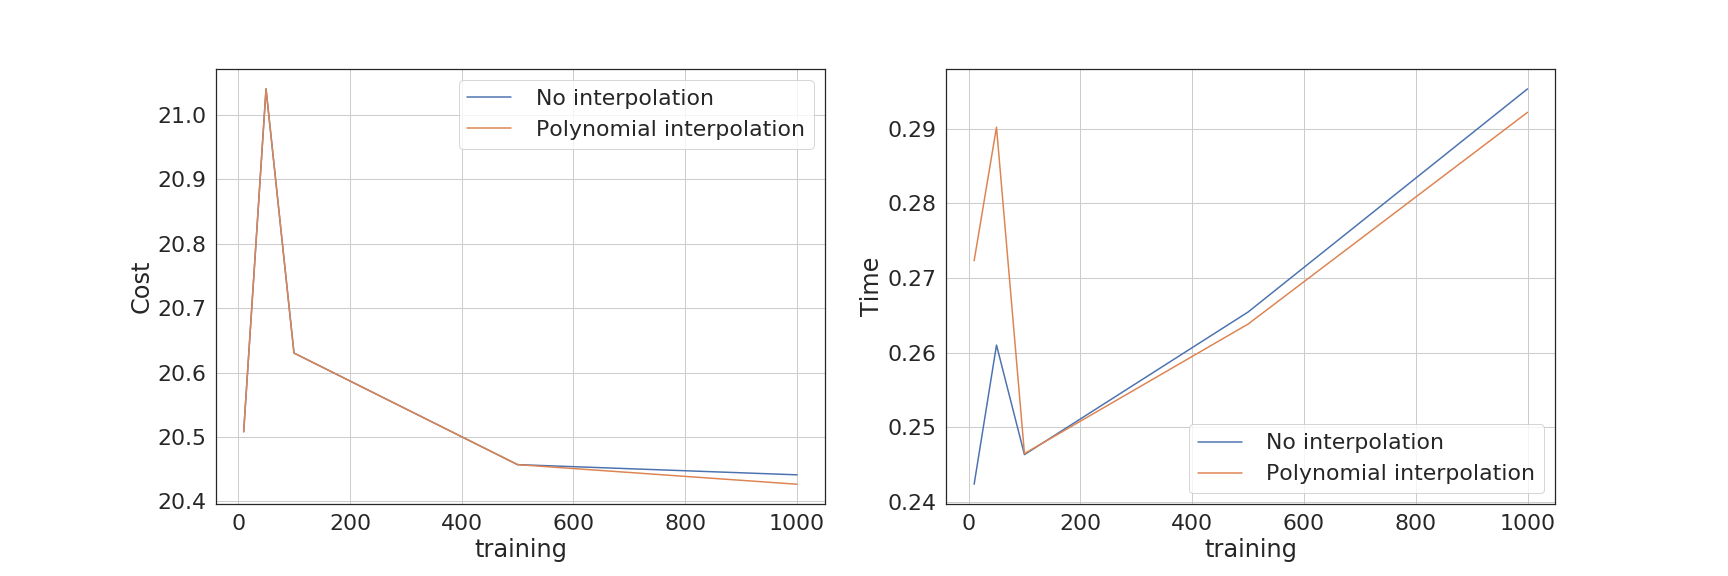 21.0
20.9
20.8
20.7
20.6
20.5
20.4
Cost
0 200 400 600 800 1000
training
No interpolation
Polynomial interpolation
0.29
0.28
0.27
0.26
0.25
0.24
Time
0 200 400 600 800 1000
training
No interpolation
Polynomial interpolation